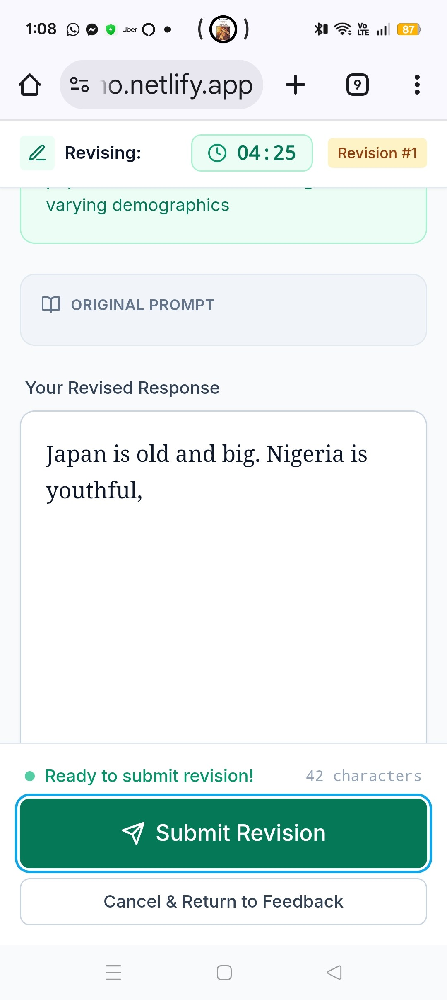 1:08 Uber Vo LTE 87
o.netlify.app 9
Revising: 04:25 Revision #1
varying demographics
ORIGINAL PROMPT
Your Revised Response
Japan is old and big. Nigeria is
youthful,
Ready to submit revision! 42 characters
Submit Revision
Cancel & Return to Feedback